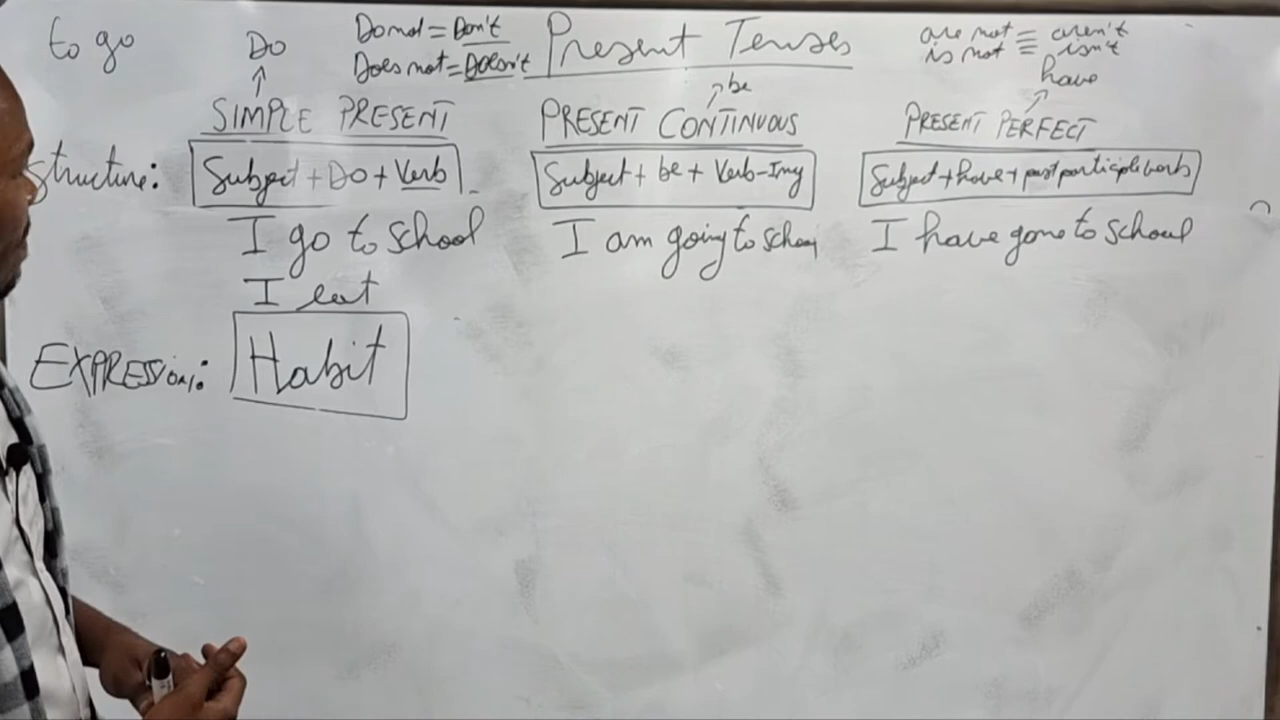 to go
Do
Do not = Don't
Does not = Doesn't
Present Tenses
are not = aren't
is not = isn't
be
have
SIMPLE PRESENT
PRESENT CONTINUOUS
PRESENT PERFECT
structure:
Subject + Do + Verb
Subject + be + Verb-Ing
Subject + have + past participle verb
I go to school
I am going to school
I have gone to school
I eat
EXPRESSION:
Habit